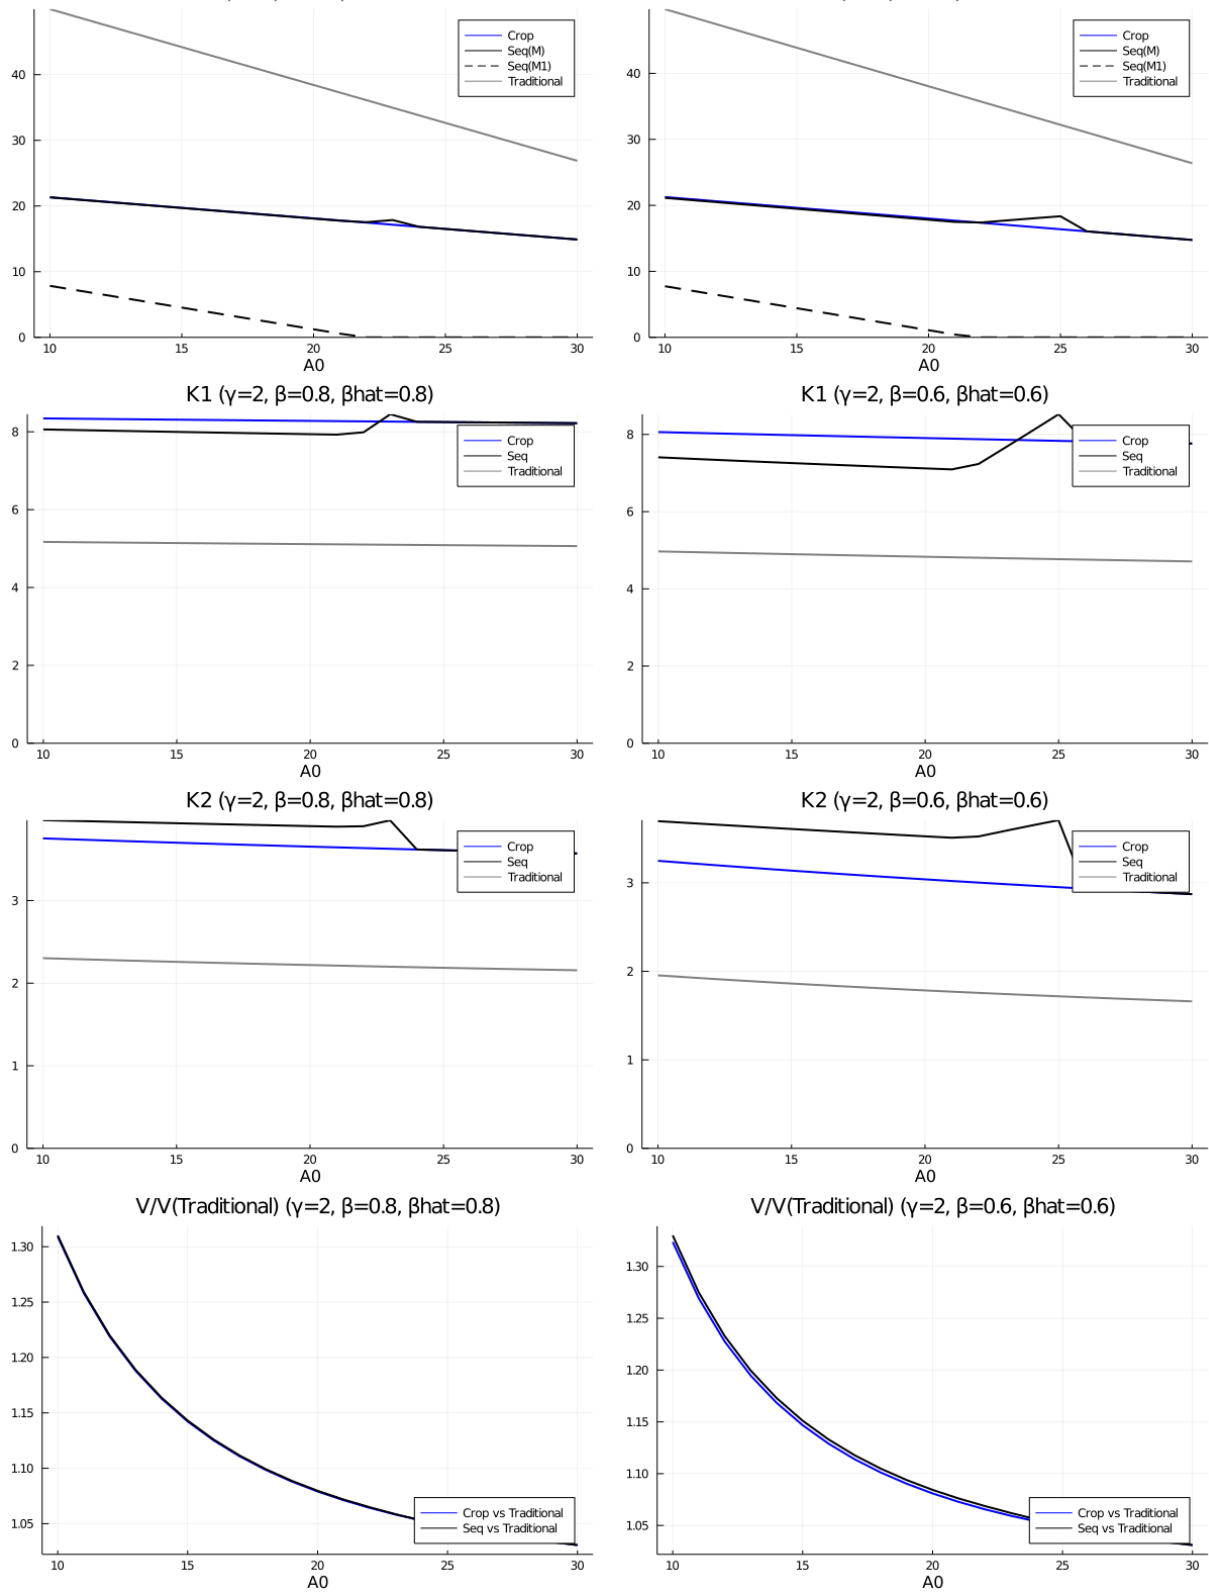 Crop
Seq(M)
Seq(M1)
Traditional
40
30
20
10
0
10 15 20 25 30
A0
Crop
Seq(M)
Seq(M1)
Traditional
40
30
20
10
0
10 15 20 25 30
A0
K1 (γ=2, β=0.8, βhat=0.8)
Crop
Seq
Traditional
8
6
4
2
0
10 15 20 25 30
A0
K1 (γ=2, β=0.6, βhat=0.6)
Crop
Seq
Traditional
8
6
4
2
0
10 15 20 25 30
A0
K2 (γ=2, β=0.8, βhat=0.8)
Crop
Seq
Traditional
3
2
1
0
10 15 20 25 30
A0
K2 (γ=2, β=0.6, βhat=0.6)
Crop
Seq
Traditional
3
2
1
0
10 15 20 25 30
A0
V/V(Traditional) (γ=2, β=0.8, βhat=0.8)
1.30
1.25
1.20
1.15
1.10
1.05
Crop vs Traditional
Seq vs Traditional
10 15 20 25 30
A0
V/V(Traditional) (γ=2, β=0.6, βhat=0.6)
1.30
1.25
1.20
1.15
1.10
1.05
Crop vs Traditional
Seq vs Traditional
10 15 20 25 30
A0